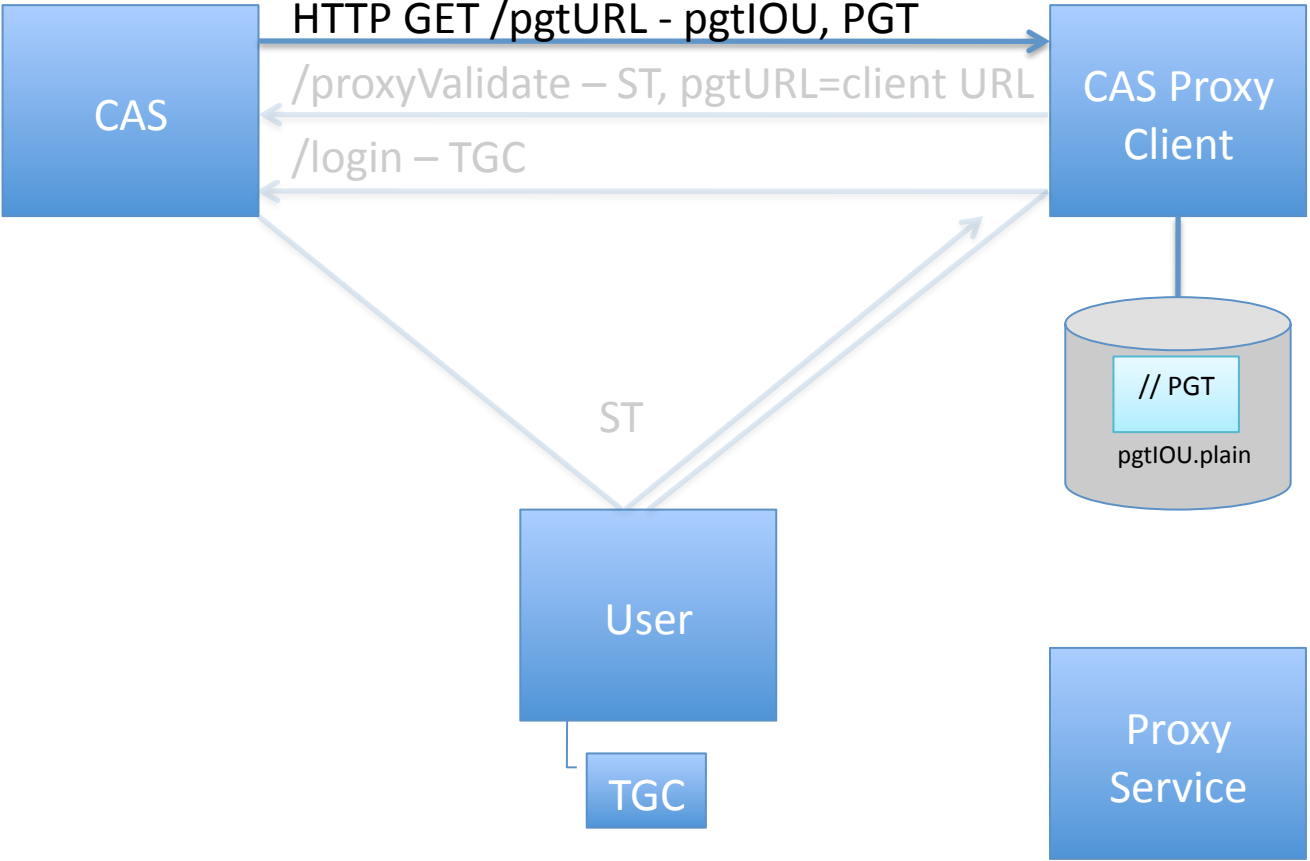 HTTP GET /pgtURL - pgtIOU, PGT
/proxyValidate – ST, pgtURL=client URL
/login – TGC
CAS
CAS Proxy
Client
// PGT
pgtIOU.plain
ST
User
TGC
Proxy
Service